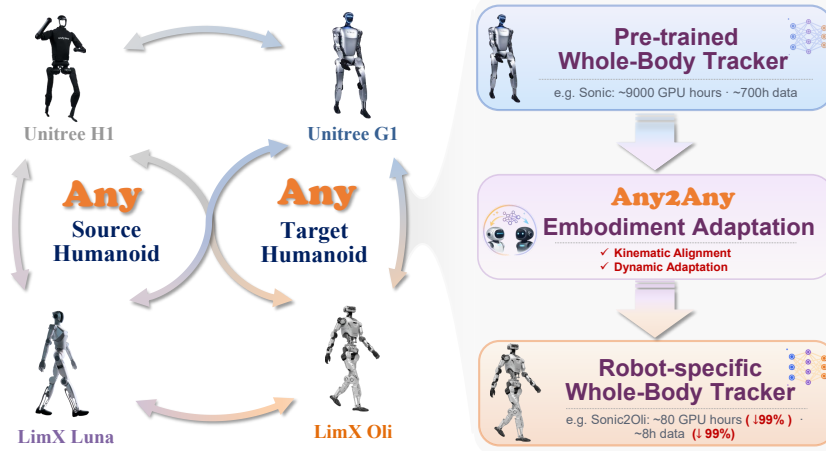 Unitree H1
Unitree G1
Any
Source
Humanoid
Any
Target
Humanoid
LimX Luna
LimX Oli
Pre-trained
Whole-Body Tracker
e.g. Sonic: ~9000 GPU hours · ~700h data
Any2Any
Embodiment Adaptation
✓ Kinematic Alignment
✓ Dynamic Adaptation
Robot-specific
Whole-Body Tracker
e.g. Sonic2Oli: ~80 GPU hours (↓99% ) ·
~8h data (↓ 99%)